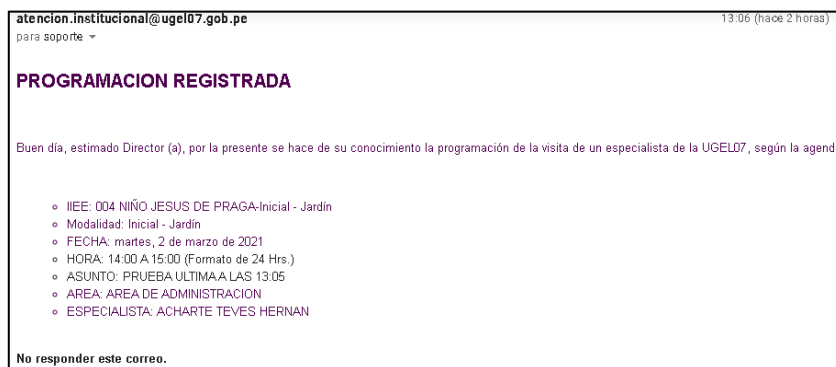 atencion.institucional@ugel07.gob.pe 13:06 (hace 2 horas)
para soporte
PROGRAMACION REGISTRADA
Buen día, estimado Director (a), por la presente se hace de su conocimiento la programación de la visita de un especialista de la UGEL07, según la agend
IIEE: 004 NIÑO JESUS DE PRAGA-Inicial - Jardín
Modalidad: Inicial - Jardín
FECHA: martes, 2 de marzo de 2021
HORA: 14:00 A 15:00 (Formato de 24 Hrs.)
ASUNTO: PRUEBA ULTIMA A LAS 13:05
AREA: AREA DE ADMINISTRACION
ESPECIALISTA: ACHARTE TEVES HERNAN
No responder este correo.